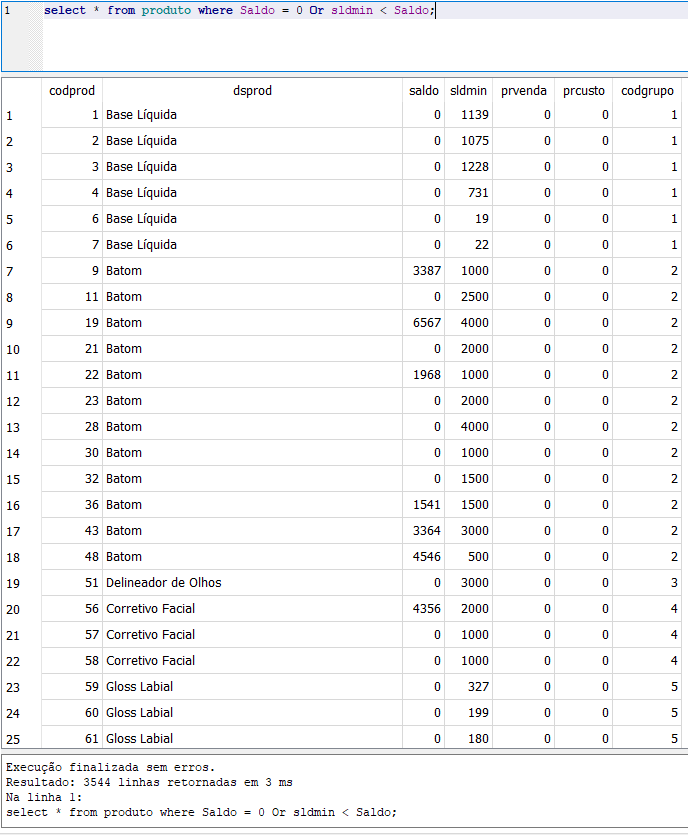 1 select * from produto where Saldo = 0 Or sldmin < Saldo;
codprod dsprod saldo sldmin prvenda prcusto codgrupo
1 1 Base Líquida 0 1139 0 0 1
2 2 Base Líquida 0 1075 0 0 1
3 3 Base Líquida 0 1228 0 0 1
4 4 Base Líquida 0 731 0 0 1
5 6 Base Líquida 0 19 0 0 1
6 7 Base Líquida 0 22 0 0 1
7 9 Batom 3387 1000 0 0 2
8 11 Batom 0 2500 0 0 2
9 19 Batom 6567 4000 0 0 2
10 21 Batom 0 2000 0 0 2
11 22 Batom 1968 1000 0 0 2
12 23 Batom 0 2000 0 0 2
13 28 Batom 0 4000 0 0 2
14 30 Batom 0 1000 0 0 2
15 32 Batom 0 1500 0 0 2
16 36 Batom 1541 1500 0 0 2
17 43 Batom 3364 3000 0 0 2
18 48 Batom 4546 500 0 0 2
19 51 Delineador de Olhos 0 3000 0 0 3
20 56 Corretivo Facial 4356 2000 0 0 4
21 57 Corretivo Facial 0 1000 0 0 4
22 58 Corretivo Facial 0 1000 0 0 4
23 59 Gloss Labial 0 327 0 0 5
24 60 Gloss Labial 0 199 0 0 5
25 61 Gloss Labial 0 180 0 0 5
Execução finalizada sem erros.
Resultado: 3544 linhas retornadas em 3 ms
Na linha 1:
select * from produto where Saldo = 0 Or sldmin < Saldo;